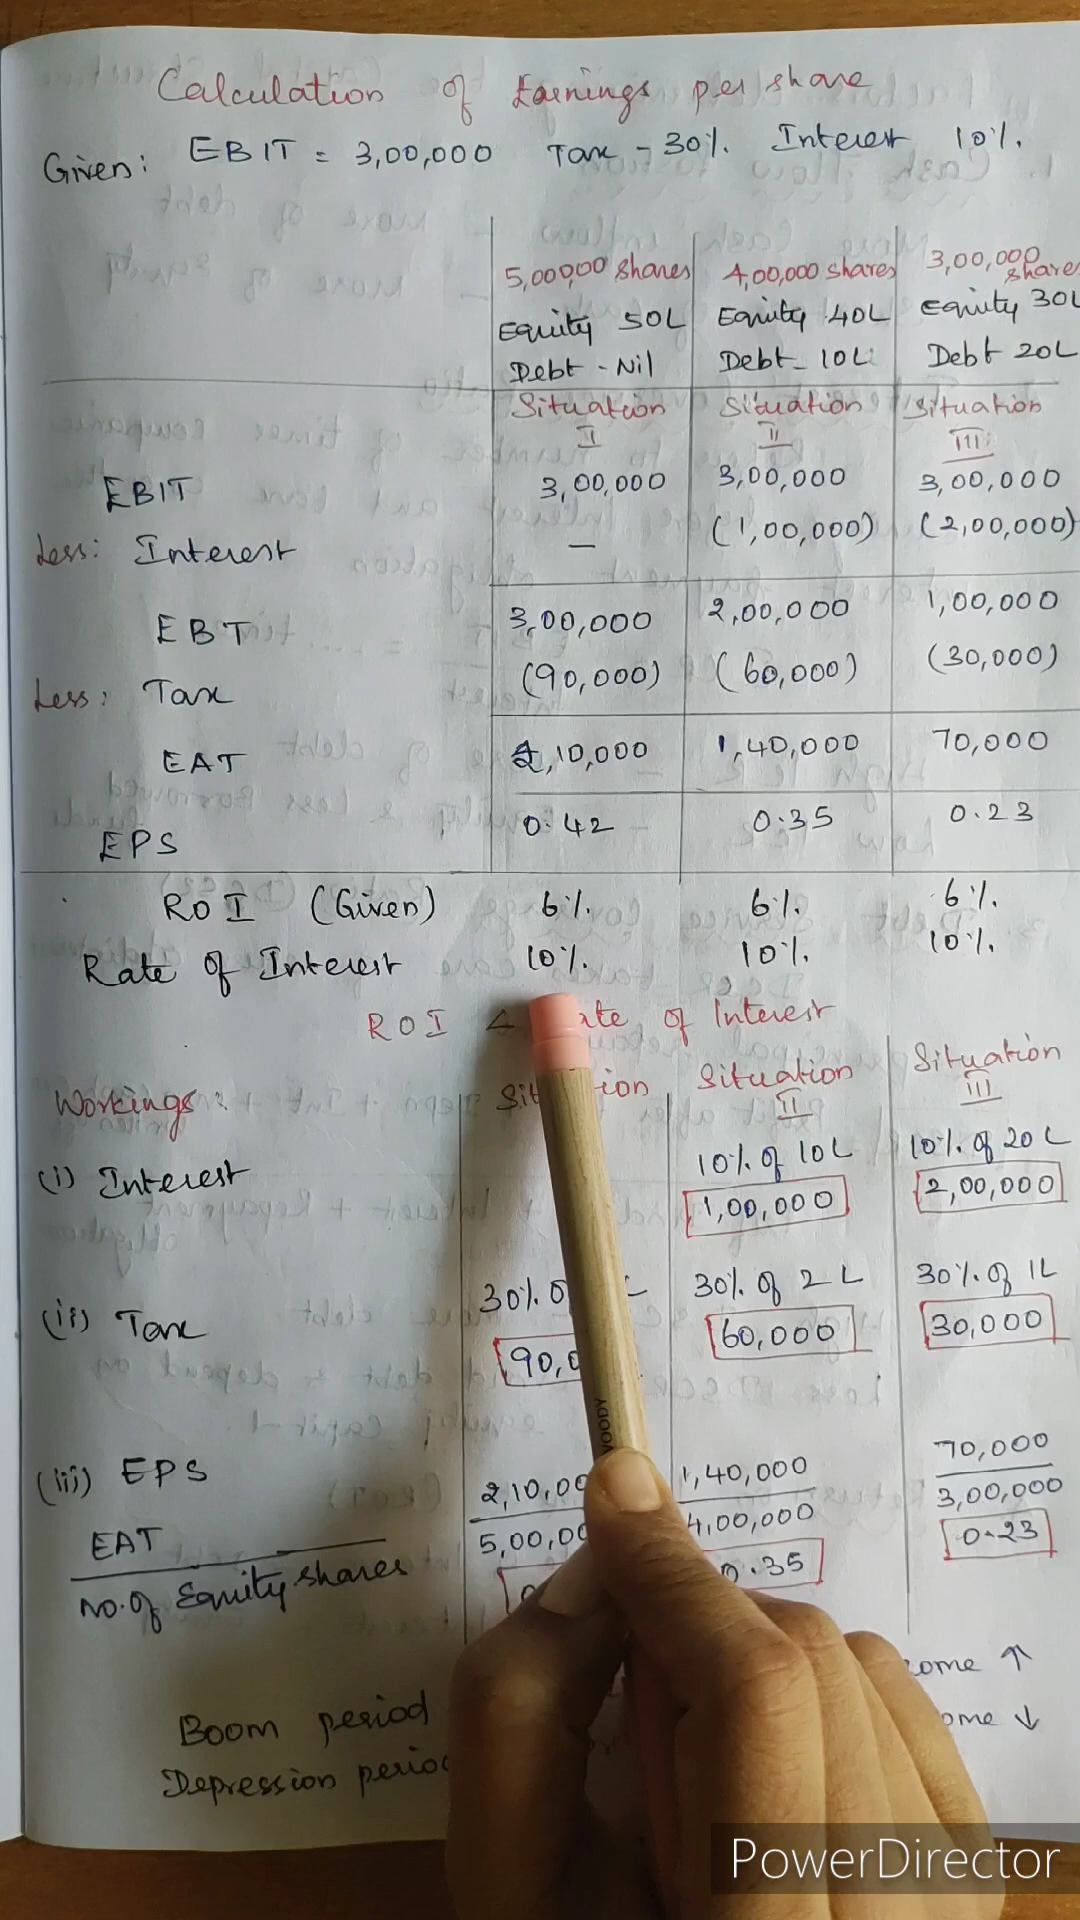 Calculation of Earnings per share
Given: EBIT = 3,00,000 Tax - 30% Interest 10%.
5,00,000 shares 4,00,000 shares 3,00,000 shares
Equity 50L Equity 40L Equity 30L
Debt - Nil Debt - 10L Debt 20L
Situation I Situation II Situation III
EBIT 3,00,000 3,00,000 3,00,000
Less: Interest — (1,00,000) (2,00,000)
EBT 3,00,000 2,00,000 1,00,000
Less: Tax (90,000) (60,000) (30,000)
EAT 2,10,000 1,40,000 70,000
EPS 0.42 0.35 0.23
ROI (Given) 6%. 6%. 6%.
Rate of Interest 10%. 10%. 10%.
ROI < of Interest
Workings: Situation II Situation III
(i) Interest 10% of 10L 10% of 20L
1,00,000 2,00,000
(ii) Tax 30% 30% of 2L 30% of 1L
60,000 30,000
(iii) EPS 1,40,000 70,000
EAT 4,00,000 3,00,000
No. of Equity shares 0.35 0.23
Boom period ↑
Depression ↓
VOODY
PowerDirector